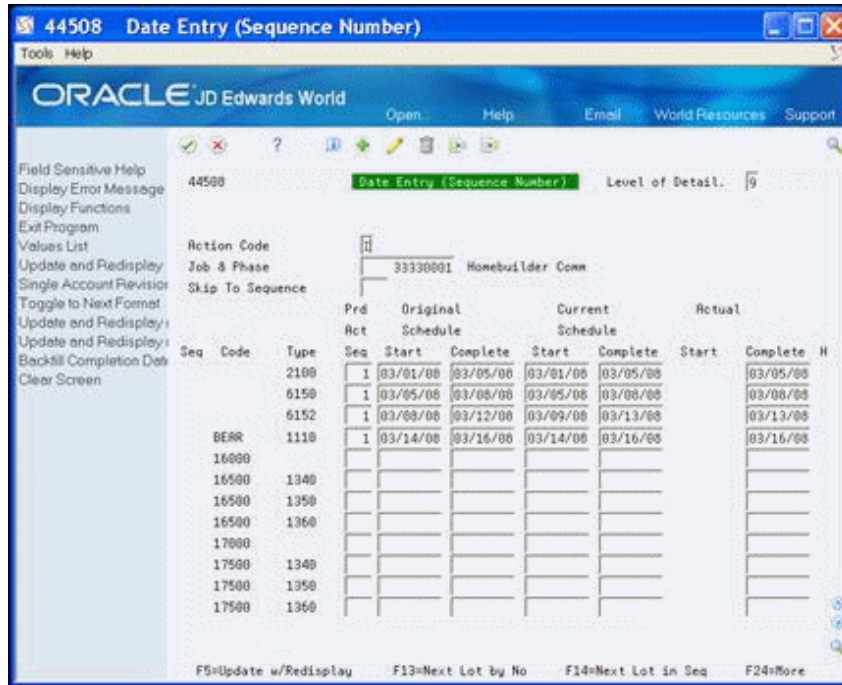 44508 Date Entry (Sequence Number)
Tools Help
ORACLE JD Edwards World
Open Help Email World Resources Support
Field Sensitive Help
Display Error Message
Display Functions
Exit Program
Values List
Update and Redisplay
Single Account Revision
Toggle to Next Format
Update and Redisplay
Update and Redisplay
Backfill Completion Date
Clear Screen
44508 Date Entry (Sequence Number) Level of Detail. 9
Action Code I
Job & Phase 33330001 Homebuilder Comm
Skip To Sequence
Prd Original Current Actual
Act Schedule Schedule
Seq Code Type Seq Start Complete Start Complete Start Complete H
2100 1 03/01/08 03/05/08 03/01/08 03/05/08 03/05/08
6150 1 03/05/08 03/08/08 03/05/08 03/08/08 03/08/08
6152 1 03/08/08 03/12/08 03/09/08 03/13/08 03/13/08
BEAR 1110 1 03/14/08 03/16/08 03/14/08 03/16/08 03/16/08
16000
16500 1340
16500 1350
16500 1360
17000
17500 1340
17500 1350
17500 1360
F5=Update w/Redisplay F13=Next Lot by No F14=Next Lot in Seq F24=More